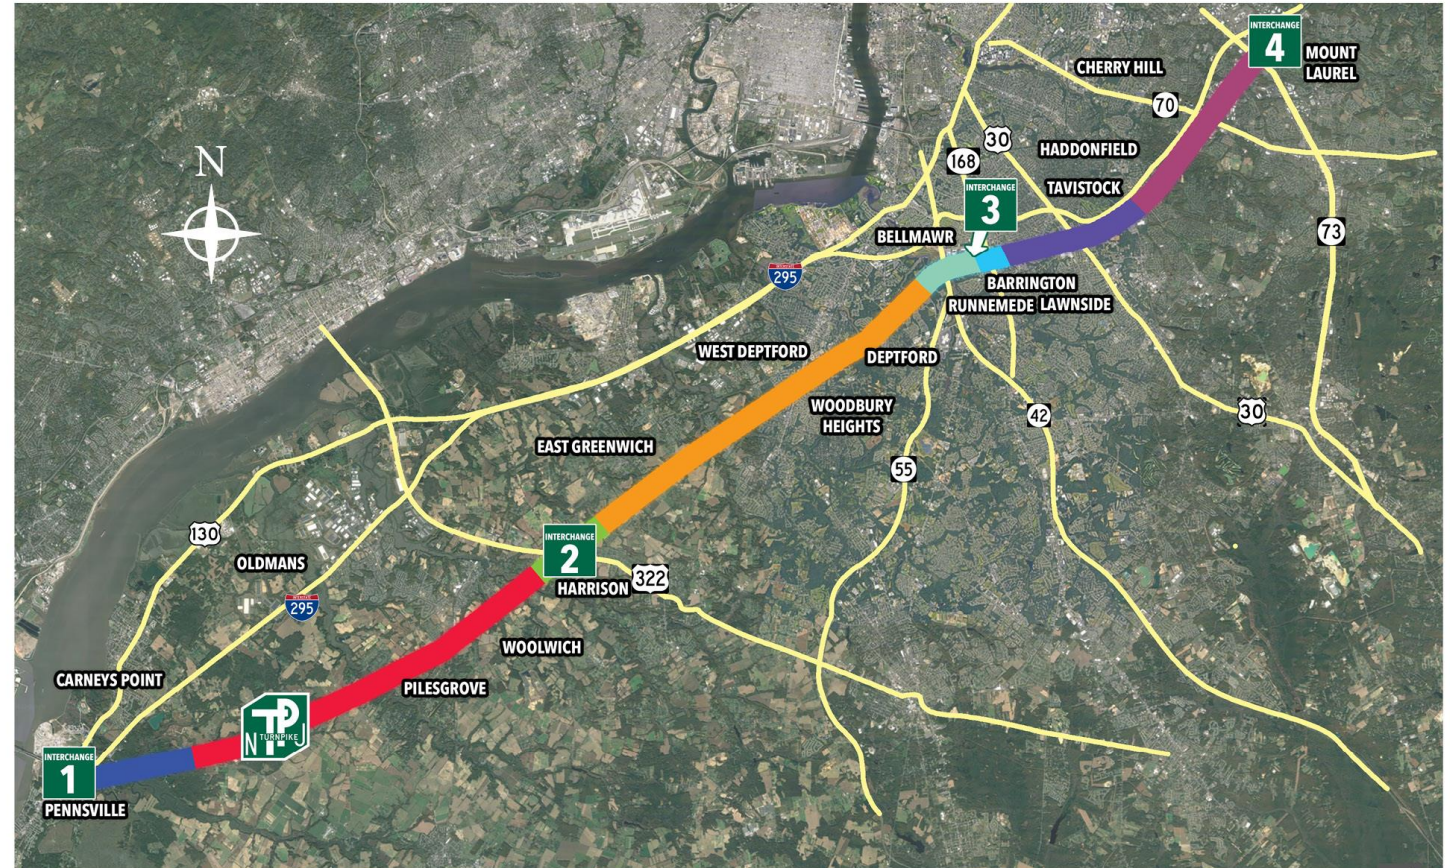 INTERCHANGE
4
MOUNT
LAUREL
CHERRY HILL
70
30
HADDONFIELD
168
TAVISTOCK
INTERCHANGE
3
73
BELLMAWR
295
BARRINGTON
RUNNEMEDE
LAWNSIDE
N
WEST DEPTFORD
DEPTFORD
WOODBURY
HEIGHTS
42
30
EAST GREENWICH
55
130
INTERCHANGE
2
OLDMANS
HARRISON
322
295
WOOLWICH
CARNEYS POINT
PILESGROVE
N TP J
TURNPIKE
INTERCHANGE
1
PENNSVILLE